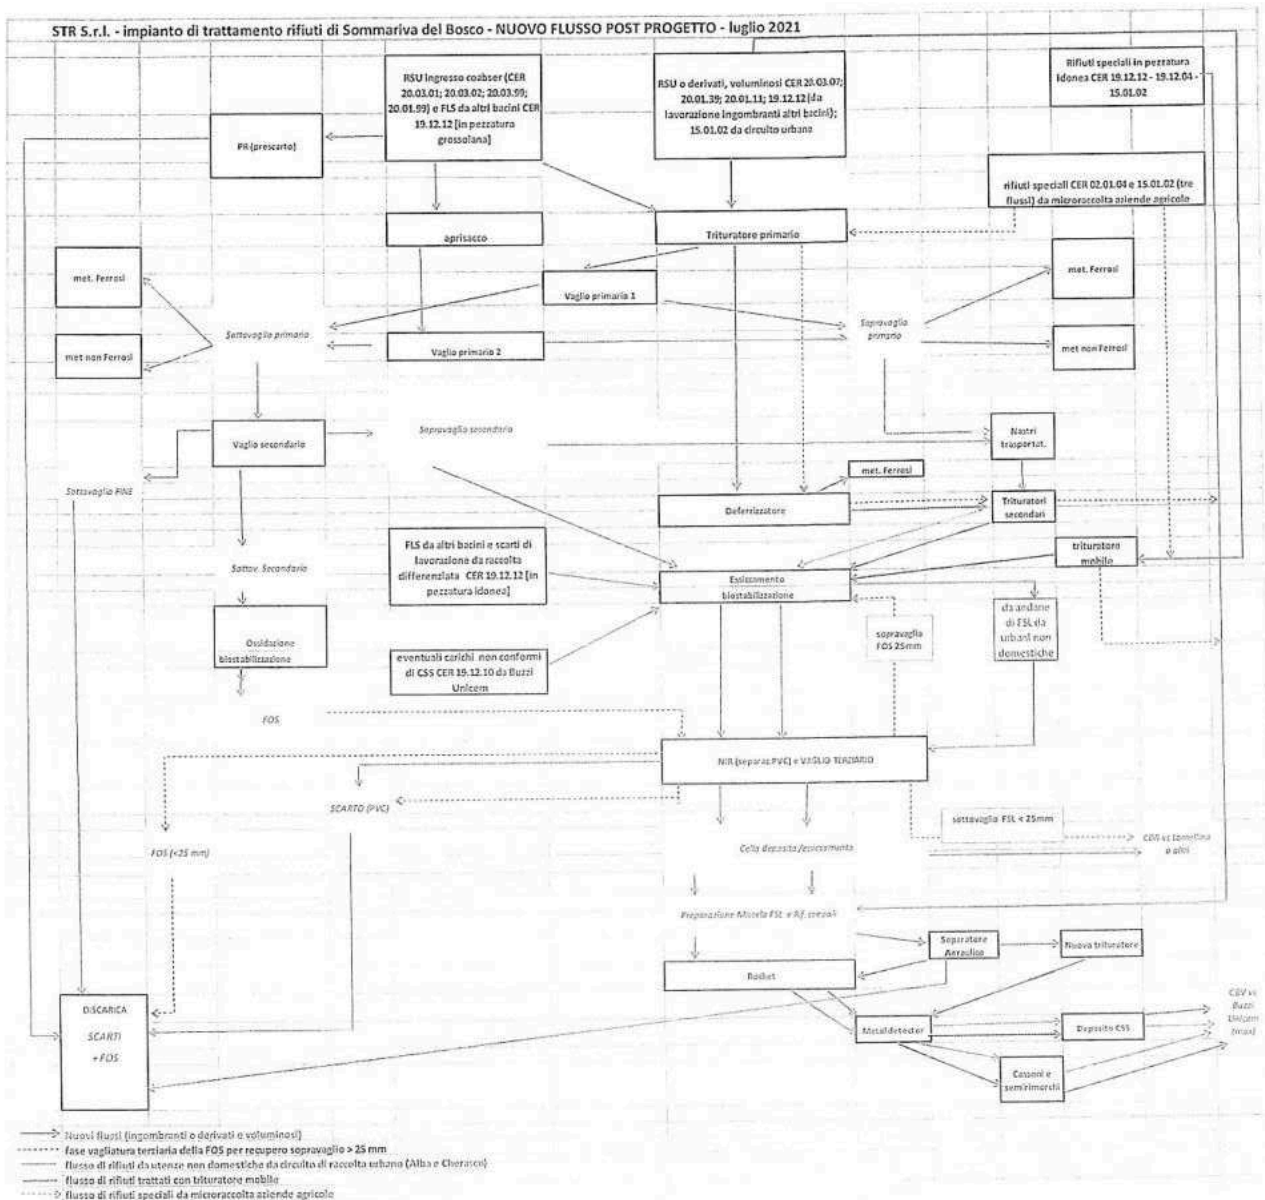 STR S.r.l. - impianto di trattamento rifiuti di Sommariva del Bosco - NUOVO FLUSSO POST PROGETTO - luglio 2021
RSU ingresso coabser (CER
20.03.01; 20.03.02; 20.03.99;
20.01.99) e FLS da altri bacini CER
19.12.12 [in pezzatura
grossolana]
RSU o derivati, voluminosi CER 20.03.07;
20.01.39; 20.01.11; 19.12.12 (da
lavorazione ingombranti altri bacini);
15.01.02 da circuito urbano
Rifiuti speciali in pezzatura
idonea CER 19.12.12 - 19.12.04 -
15.01.02
PR (prescarto)
rifiuti speciali CER 02.01.04 e 15.01.02 (tre
flussi) da microraccolta aziende agricole
aprisacco
Trituratore primario
met. Ferrosi
Vaglio primario 1
met. Ferrosi
Sottovaglio primario
Sopravaglio
primario
met non Ferrosi
Vaglio primario 2
met non Ferrosi
Vaglio secondario
Sopravaglio secondario
Nastri
trasportat.
Sottovaglio FINE
met. Ferrosi
Deferrizzatore
Trituratori
secondari
FLS da altri bacini e scarti di
lavorazione da raccolta
differenziata CER 19.12.12 [in
pezzatura idonea]
trituratore
mobile
Sottov. Secondario
Essiccamento
biostabilizzazione
da andane
di FSL da
urbani non
domestiche
Ossidazione
biostabilizzazione
sopravaglio
FOS 25mm
eventuali carichi non conformi
di CSS CER 19.12.10 da Buzzi
Unicem
FOS
NIR (separaz.PVC) e VAGLIO TERZIARIO
SCARTO (PVC)
sottovaglio FSL < 25mm
FOS (<25 mm)
Cella deposito/essiccamento
o altri
Preparazione Miscela FSL e Rif. speciali
Separatore
Aeraulico
Nuovo trituratore
Rocket
DISCARICA
SCARTI
+ FOS
Metaldetector
Deposito CSS
Buzzi
Unicem
(max)
Cassoni e
semirimorchi
Nuovi flussi (ingombranti o derivati e voluminosi)
fase vagliatura terziaria della FOS per recupero sopravaglio > 25 mm
flusso di rifiuti da utenze non domestiche da circuito di raccolta urbano (Alba e Cherasco)
flusso di rifiuti trattati con trituratore mobile
flusso di rifiuti speciali da microraccolta aziende agricole